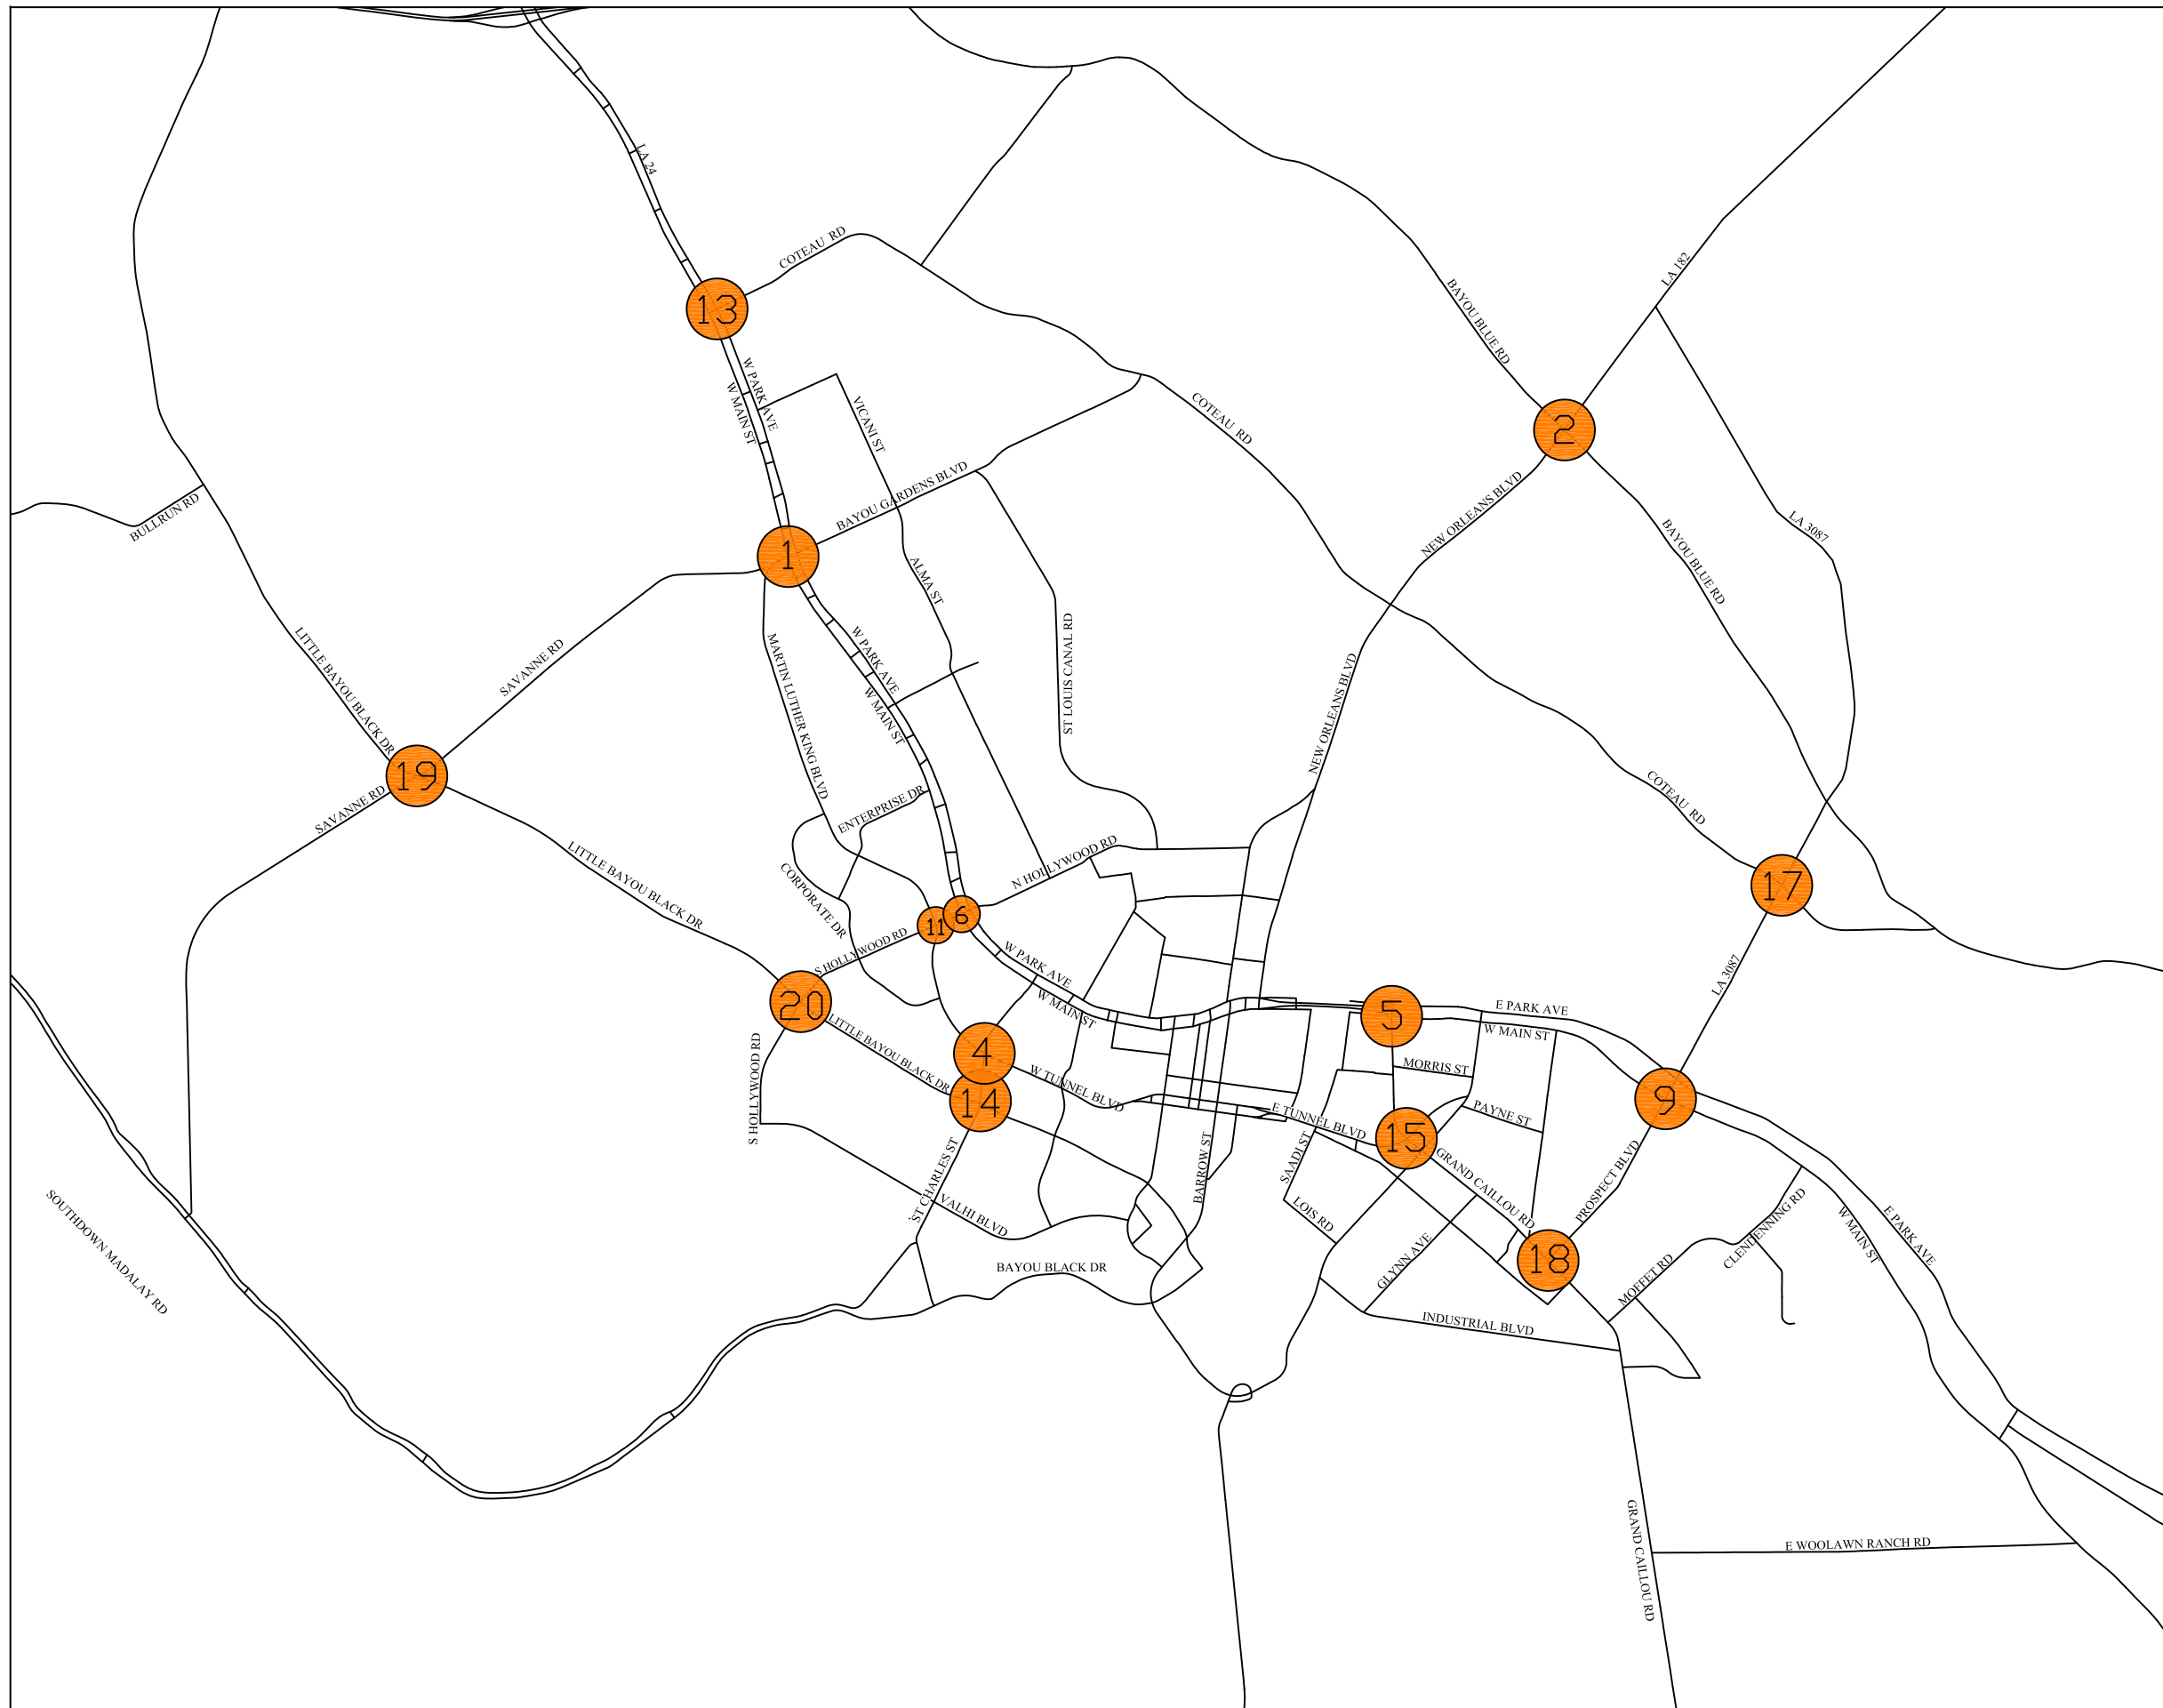 LA 24
COTEAU RD
LA 182
BAYOU BLUE RD
13
W PARK AVE
W MAIN ST
VICANI ST
COTEAU RD
2
BAYOU GARDENS BLVD
NEW ORLEANS BLVD
BULLRUN RD
LA 3087
BAYOU BLUE RD
1
ALMA ST
LITTLE BAYOU BLACK DR
SAVANNE RD
MARTIN LUTHER KING BLVD
W PARK AVE
W MAIN ST
ST LOUIS CANAL RD
NEW ORLEANS BLVD
19
SAVANNE RD
ENTERPRISE DR
COTEAU RD
LITTLE BAYOU BLACK DR
N HOLLYWOOD RD
CORPORATE DR
17
6
11
S HOLLYWOOD RD
W PARK AVE
LA 3087
20
W MAIN ST
5
E PARK AVE
W MAIN ST
LITTLE BAYOU BLACK DR
4
W TUNNEL BLVD
MORRIS ST
S HOLLYWOOD RD
14
9
E TUNNEL BLVD
PAYNE ST
15
SAADI ST
BARROW ST
GRAND CAILLOU RD
PROSPECT BLVD
ST CHARLES ST
VALHI BLVD
LOIS RD
SOUTHDOWN MADALAY RD
CLENDENNING RD
W MAIN ST
E PARK AVE
18
GLYNN AVE
BAYOU BLACK DR
MOFFET RD
INDUSTRIAL BLVD
GRAND CAILLOU RD
E WOOLAWN RANCH RD